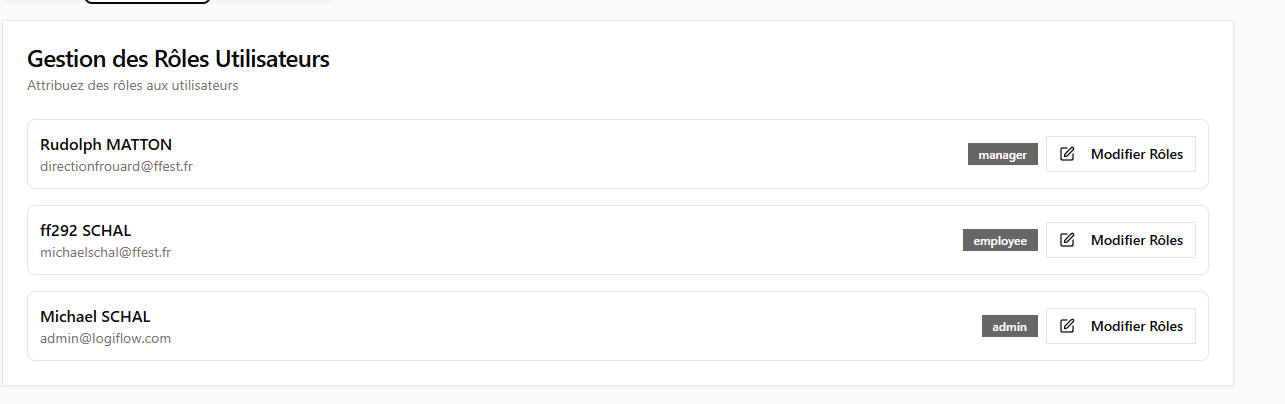 Gestion des Rôles Utilisateurs
Attribuez des rôles aux utilisateurs
Rudolph MATTON
directionfrouard@ffest.fr
manager
Modifier Rôles
ff292 SCHAL
michaelschal@ffest.fr
employee
Modifier Rôles
Michael SCHAL
admin@logiflow.com
admin
Modifier Rôles